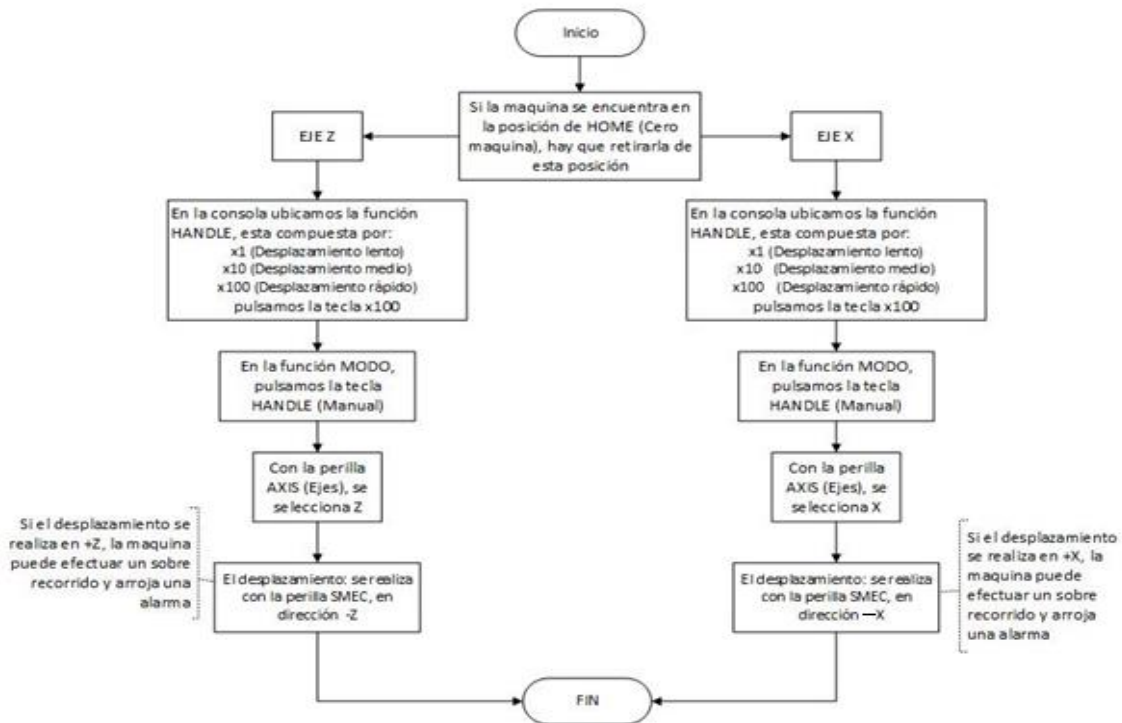 Inicio
Si la maquina se encuentra en
la posición de HOME (Cero
maquina), hay que retirarla de
esta posición
EJE Z
EJE X
En la consola ubicamos la función
HANDLE, esta compuesta por:
x1 (Desplazamiento lento)
x10 (Desplazamiento medio)
x100 (Desplazamiento rápido)
pulsamos la tecla x100
En la función MODO,
pulsamos la tecla
HANDLE (Manual)
Con la perilla
AXIS (Ejes), se
selecciona Z
Si el desplazamiento se
realiza en +Z, la maquina
puede efectuar un sobre
recorrido y arroja una
alarma
El desplazamiento: se realiza
con la perilla SMEC, en
dirección -Z
En la consola ubicamos la función
HANDLE, esta compuesta por:
x1 (Desplazamiento lento)
x10 (Desplazamiento medio)
x100 (Desplazamiento rápido)
pulsamos la tecla x100
En la función MODO,
pulsamos la tecla
HANDLE (Manual)
Con la perilla
AXIS (Ejes), se
selecciona X
El desplazamiento: se realiza
con la perilla SMEC, en
dirección —X
Si el desplazamiento
se realiza en +X, la
maquina puede
efectuar un sobre
recorrido y arroja
una alarma
FIN